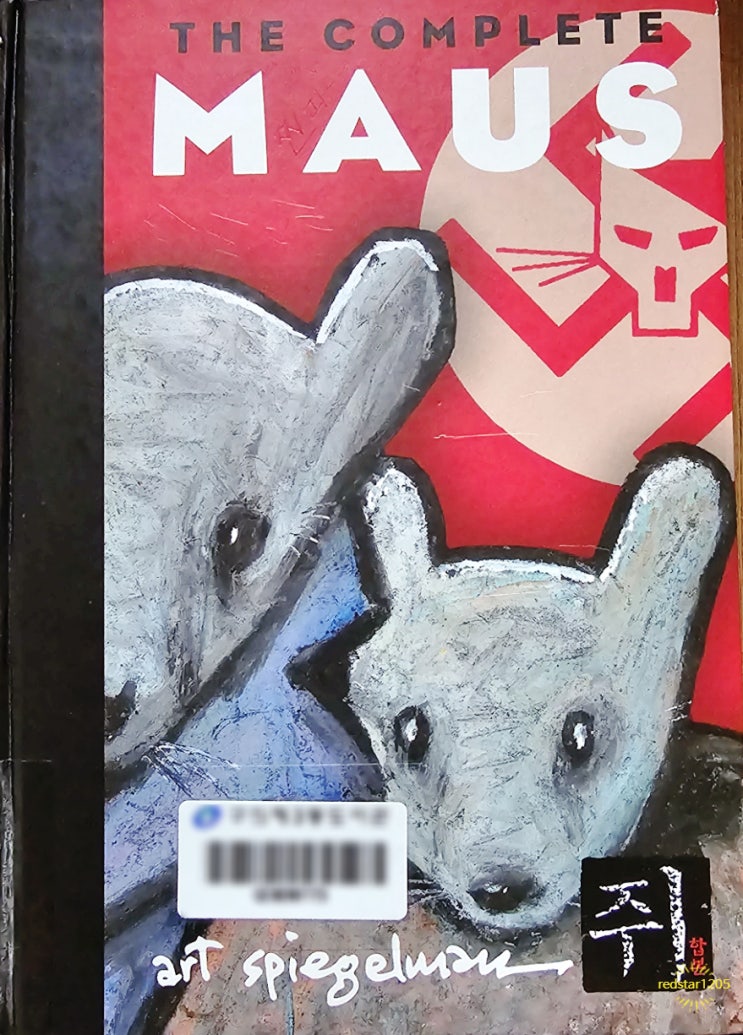 THE COMPLETE
MAUS
art spiegelman
쥐
합본
redstar1205